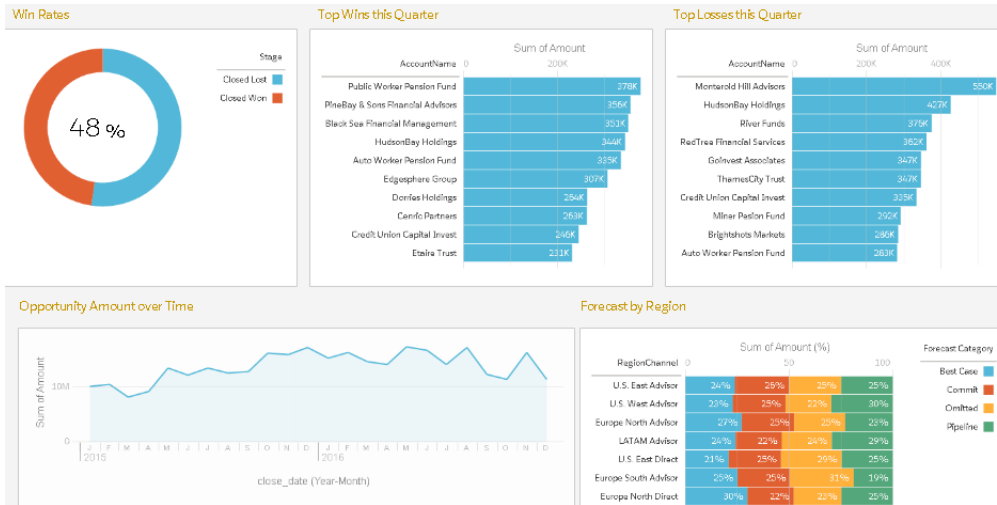 Win Rates
Stage
Closed Lost
Closed Won
48 %
Top Wins this Quarter
Sum of Amount
AccountName 0 200K
Public Worker Pension Fund 378K
PineBay & Sons Financial Advisors 356K
Black Sea Financial Management 351K
HudsonBay Holdings 344K
Auto Worker Pension Fund 335K
Edgesphere Group 307K
Dorries Holdings 264K
Cenric Partners 263K
Credit Union Capital Invest 246K
Etaire Trust 231K
Top Losses this Quarter
Sum of Amount
AccountName 0 200K 400K
Monterold Hill Advisors 550K
HudsonBay Holdings 427K
River Funds 376K
RedTree Financial Services 362K
GoInvest Associates 347K
ThamesCity Trust 347K
Credit Union Capital Invest 335K
Miner Pesion Fund 292K
Brightshots Markets 286K
Auto Worker Pension Fund 283K
Opportunity Amount over Time
Sum of Amount
10M
0
J F M A M J J A S O N D J F M A M J J A S O N D
2015 2016
close_date (Year-Month)
Forecast by Region
Sum of Amount (%)
RegionChannel 0 50 100
U.S. East Advisor 24% 26% 25% 25%
U.S. West Advisor 23% 25% 22% 30%
Europe North Advisor 27% 25% 25% 23%
LATAM Advisor 24% 22% 24% 29%
U.S. East Direct 21% 25% 29% 25%
Europe South Advisor 25% 25% 31% 19%
Europe North Direct 30% 22% 23% 25%
Forecast Category
Best Case
Commit
Omitted
Pipeline